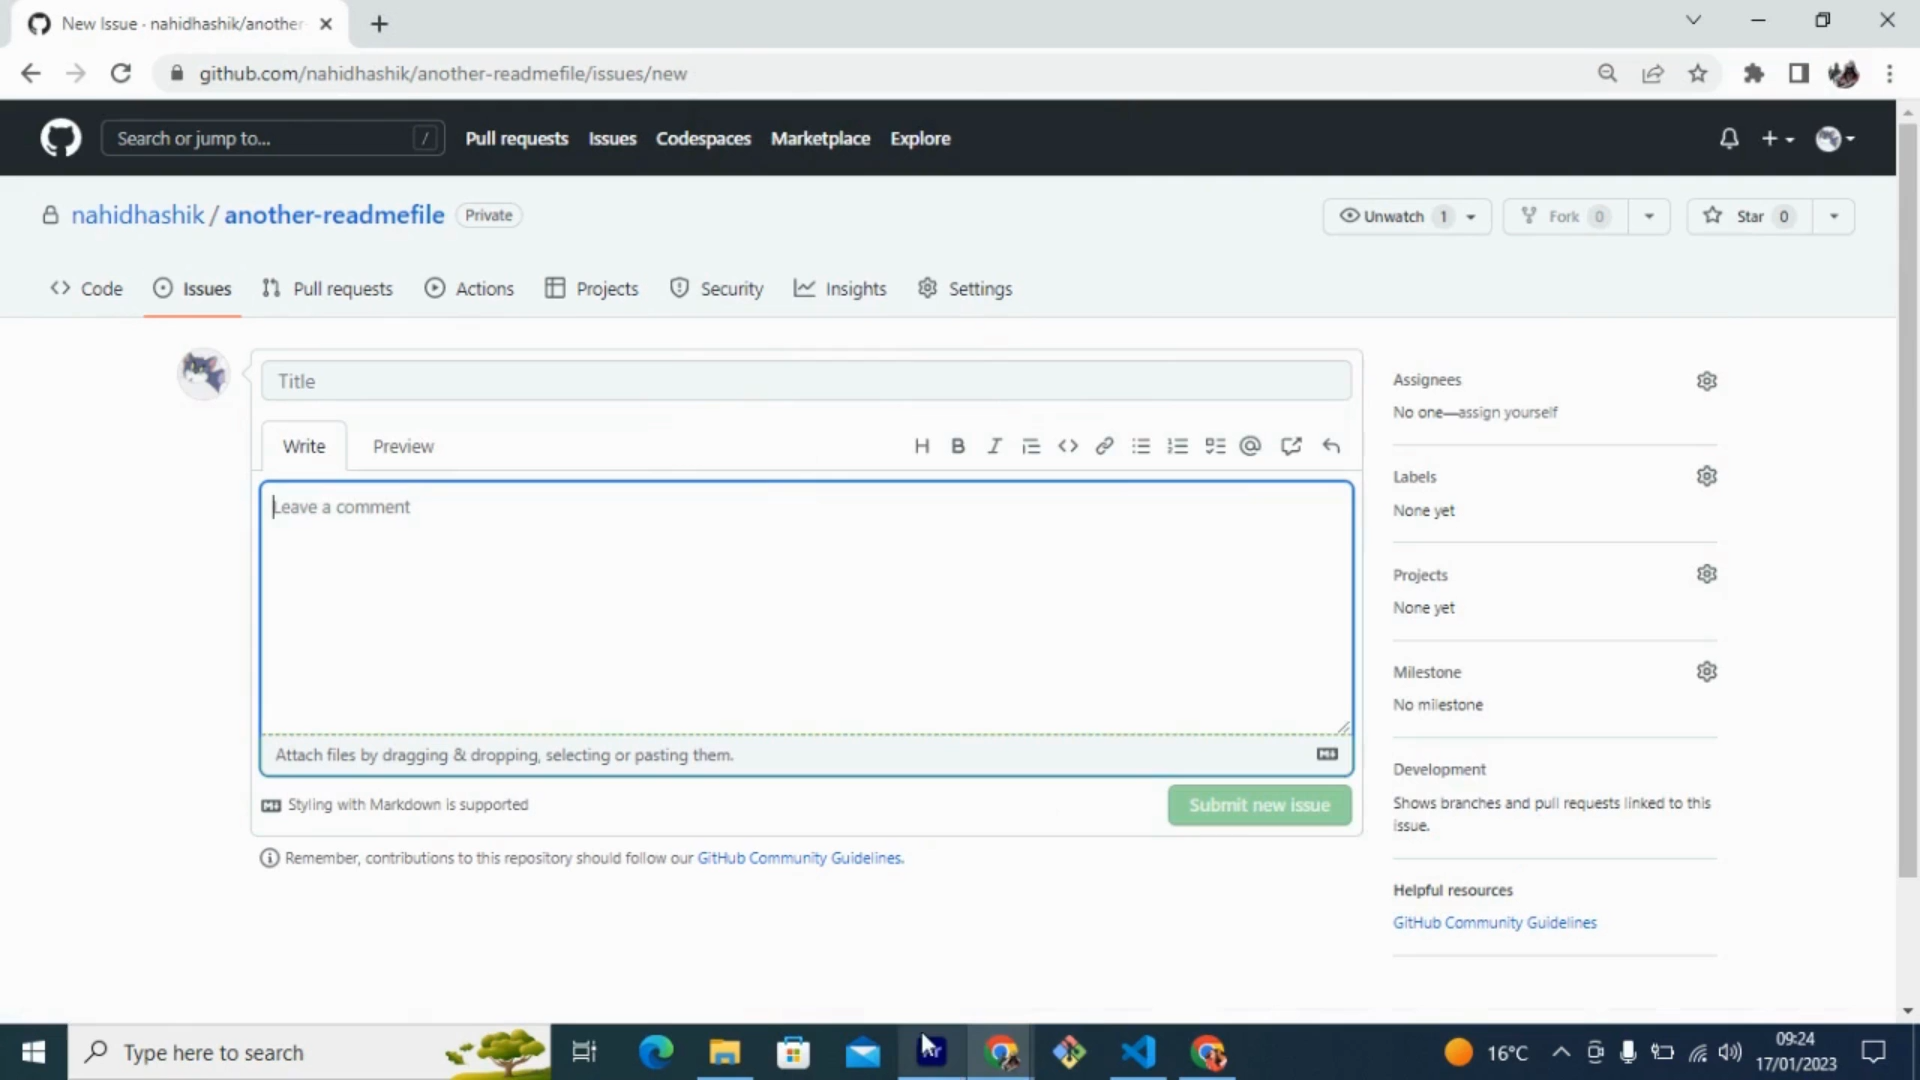 New Issue · nahidhashik/another-
github.com/nahidhashik/another-readmefile/issues/new
Search or jump to... /
Pull requests Issues Codespaces Marketplace Explore
nahidhashik / another-readmefile Private
Unwatch 1 Fork 0 Star 0
Code Issues Pull requests Actions Projects Security Insights Settings
Title
Write Preview
Leave a comment
Attach files by dragging & dropping, selecting or pasting them.
Styling with Markdown is supported
Submit new issue
Remember, contributions to this repository should follow our GitHub Community Guidelines.
Assignees
No one—assign yourself
Labels
None yet
Projects
None yet
Milestone
No milestone
Development
Shows branches and pull requests linked to this
issue.
Helpful resources
GitHub Community Guidelines
Type here to search
16°C
09:24
17/01/2023